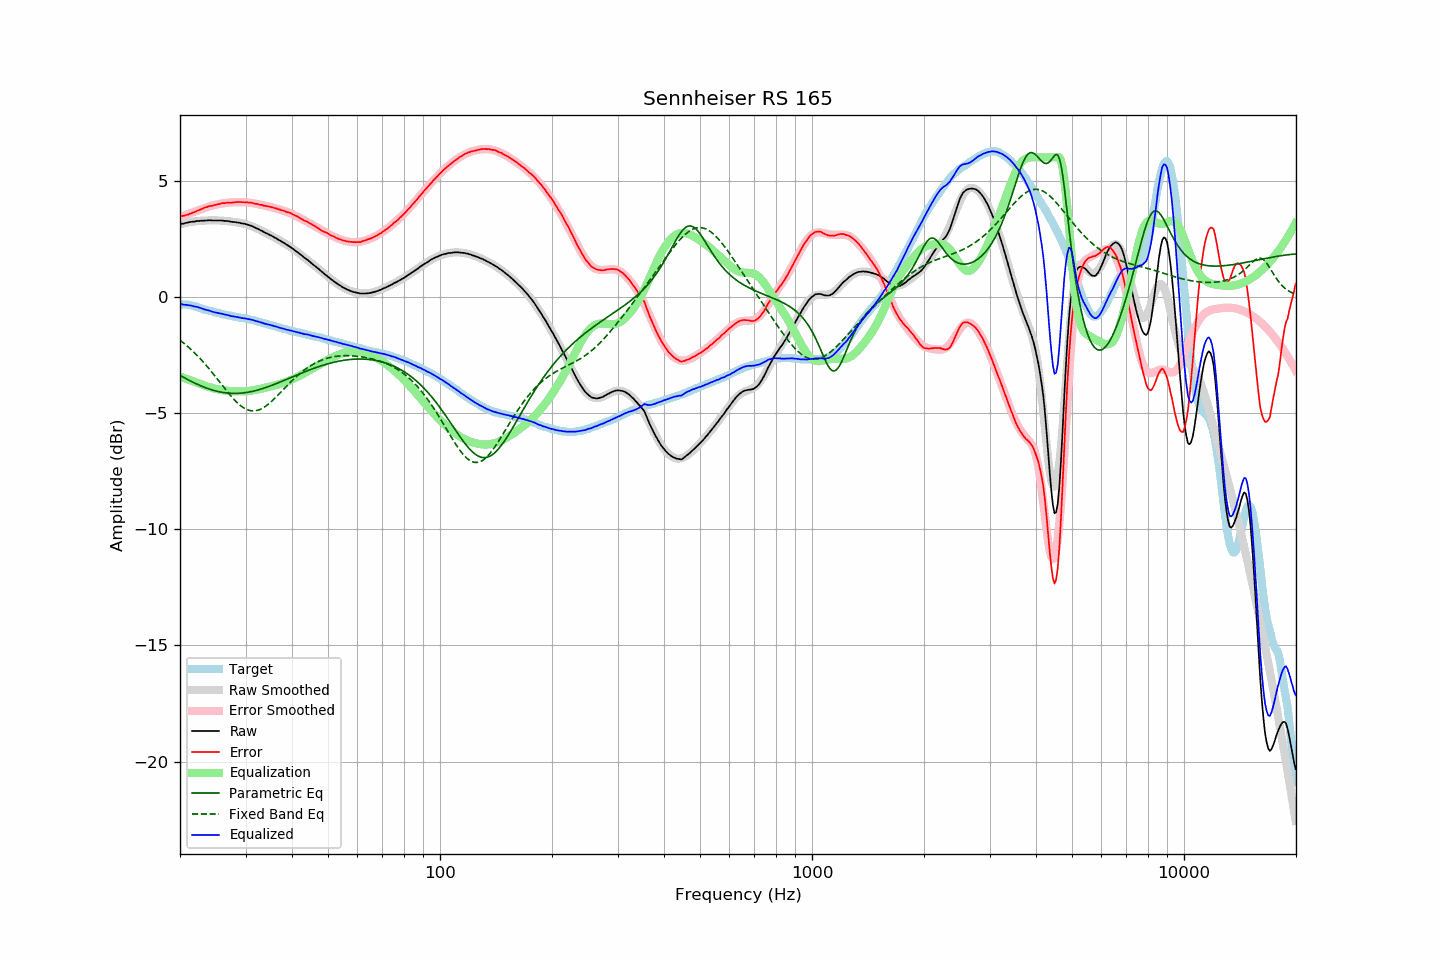 Sennheiser RS 165
Amplitude (dBr)
5
0
−5
−10
−15
−20
Target
Raw Smoothed
Error Smoothed
Raw
Error
Equalization
Parametric Eq
Fixed Band Eq
Equalized
100
1000
10000
Frequency (Hz)